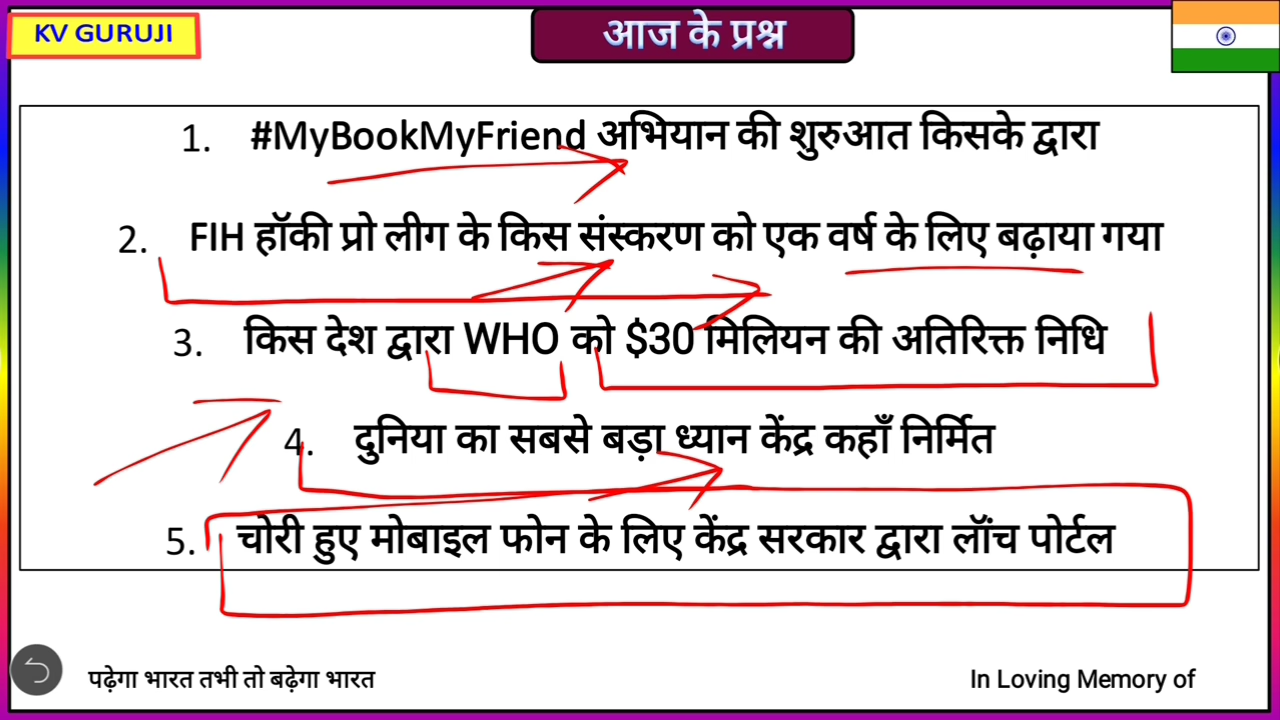 KV GURUJI
आज के प्रश्न
1. #MyBookMyFriend अभियान की शुरुआत किसके द्वारा
2. FIH हॉकी प्रो लीग के किस संस्करण को एक वर्ष के लिए बढ़ाया गया
3. किस देश द्वारा WHO को $30 मिलियन की अतिरिक्त निधि
4. दुनिया का सबसे बड़ा ध्यान केंद्र कहाँ निर्मित
5. चोरी हुए मोबाइल फोन के लिए केंद्र सरकार द्वारा लॉंच पोर्टल
पढ़ेगा भारत तभी तो बढ़ेगा भारत
In Loving Memory of